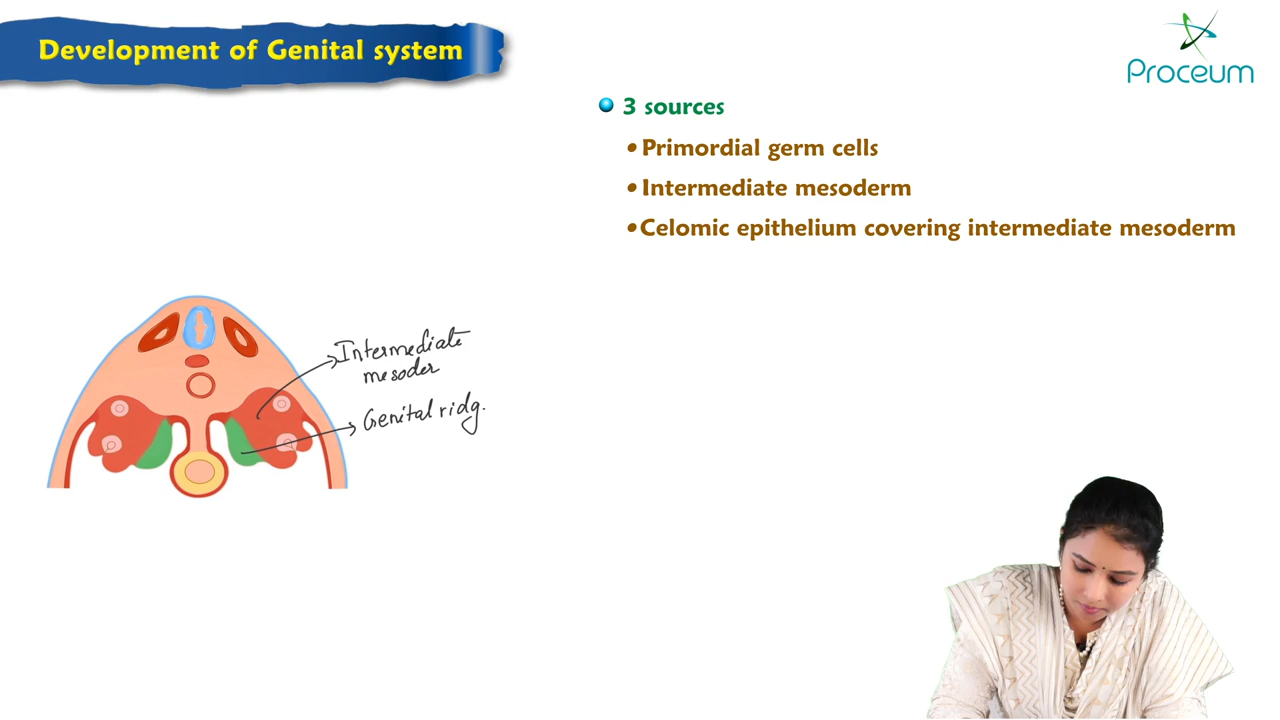 Development of Genital system
Proceum
3 sources
• Primordial germ cells
• Intermediate mesoderm
• Celomic epithelium covering intermediate mesoderm
Intermediate
mesoder
Genital ridg.